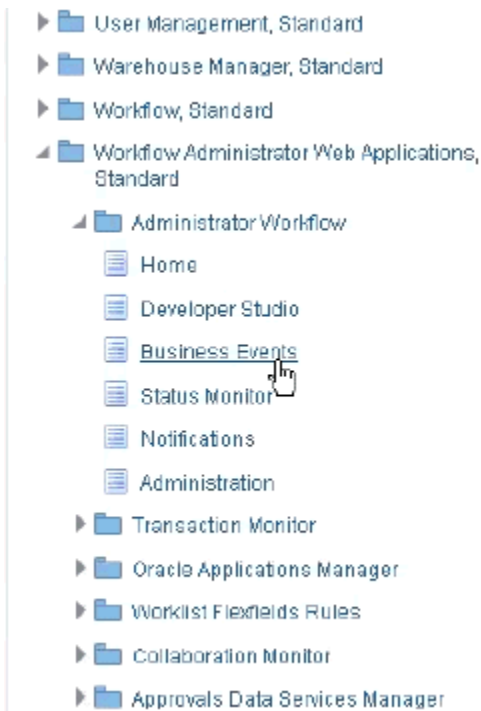 User Management, Standard
Warehouse Manager, Standard
Workflow, Standard
Workflow Administrator Web Applications,
Standard
Administrator Workflow
Home
Developer Studio
Business Events
Status Monitor
Notifications
Administration
Transaction Monitor
Oracle Applications Manager
Worklist Flexfields Rules
Collaboration Monitor
Approvals Data Services Manager